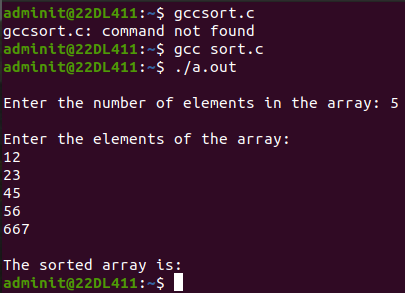 adminit@22DL411:~$ gccsort.c
gccsort.c: command not found
adminit@22DL411:~$ gcc sort.c
adminit@22DL411:~$ ./a.out
Enter the number of elements in the array: 5
Enter the elements of the array:
12
23
45
56
667
The sorted array is:
adminit@22DL411:~$